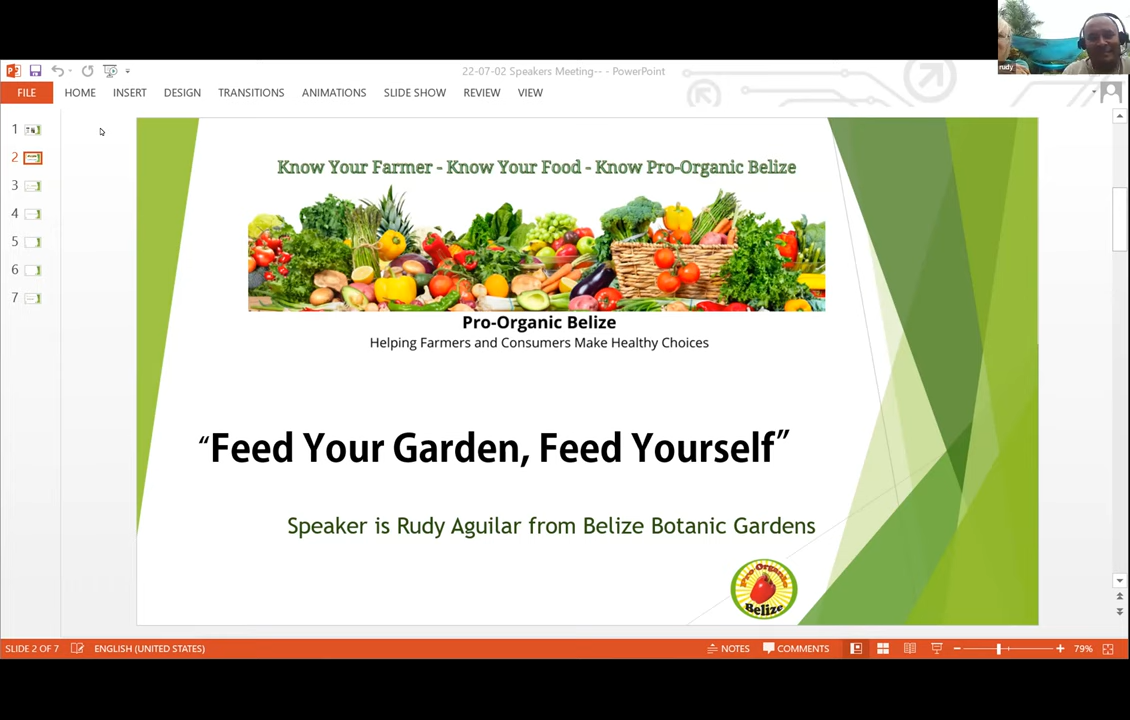 rudy
22-07-02 Speakers Meeting-- - PowerPoint
FILE HOME INSERT DESIGN TRANSITIONS ANIMATIONS SLIDE SHOW REVIEW VIEW
1
2
3
4
5
6
7
Know Your Farmer - Know Your Food - Know Pro-Organic Belize
Pro-Organic Belize
Helping Farmers and Consumers Make Healthy Choices
“Feed Your Garden, Feed Yourself”
Speaker is Rudy Aguilar from Belize Botanic Gardens
Pro Organic
Belize
SLIDE 2 OF 7 ENGLISH (UNITED STATES) NOTES COMMENTS 79%